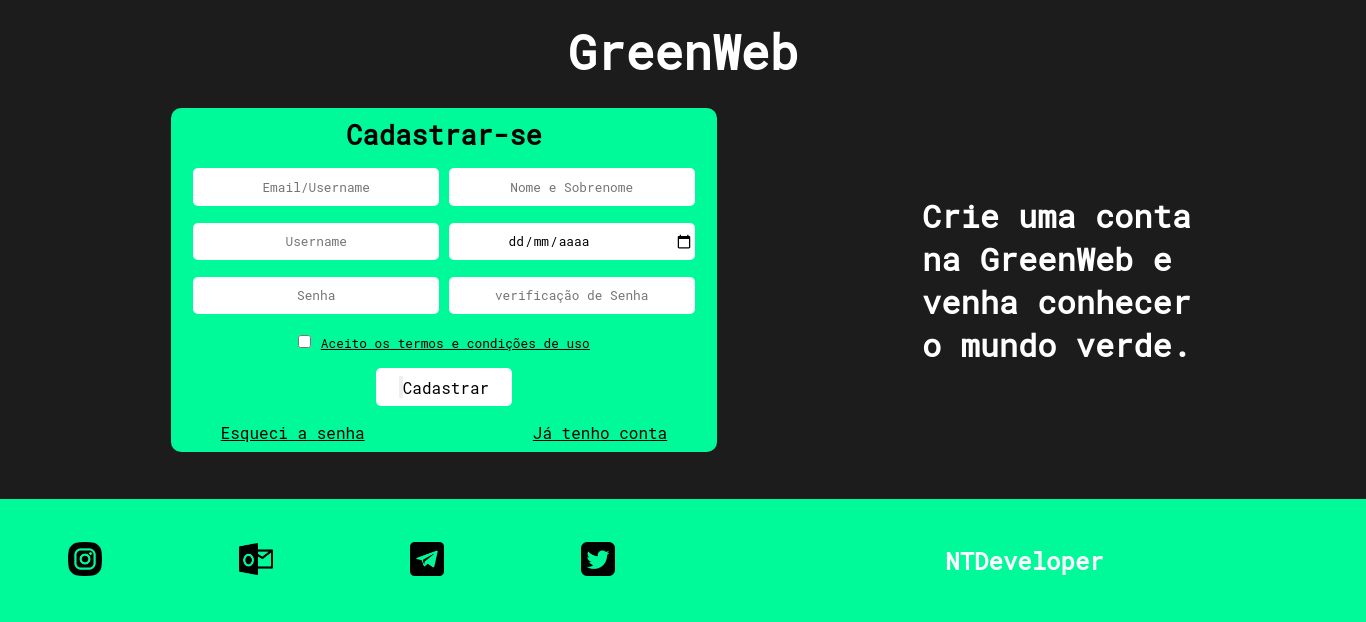 GreenWeb
Cadastrar-se
Email/Username
Nome e Sobrenome
Username
dd/mm/aaaa
Senha
verificação de Senha
Aceito os termos e condições de uso
Cadastrar
Esqueci a senha
Já tenho conta
Crie uma conta
na GreenWeb e
venha conhecer
o mundo verde.
NTDeveloper